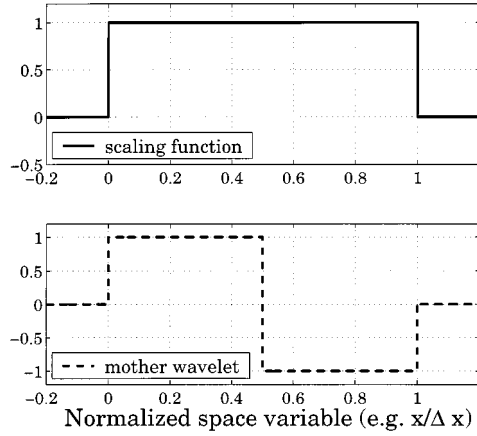 1
0.5
0
-0.5
scaling function
-0.2 0 0.2 0.4 0.6 0.8 1
1
0.5
0
-0.5
-1
mother wavelet
-0.2 0 0.2 0.4 0.6 0.8 1
Normalized space variable (e.g. x/Δ x)